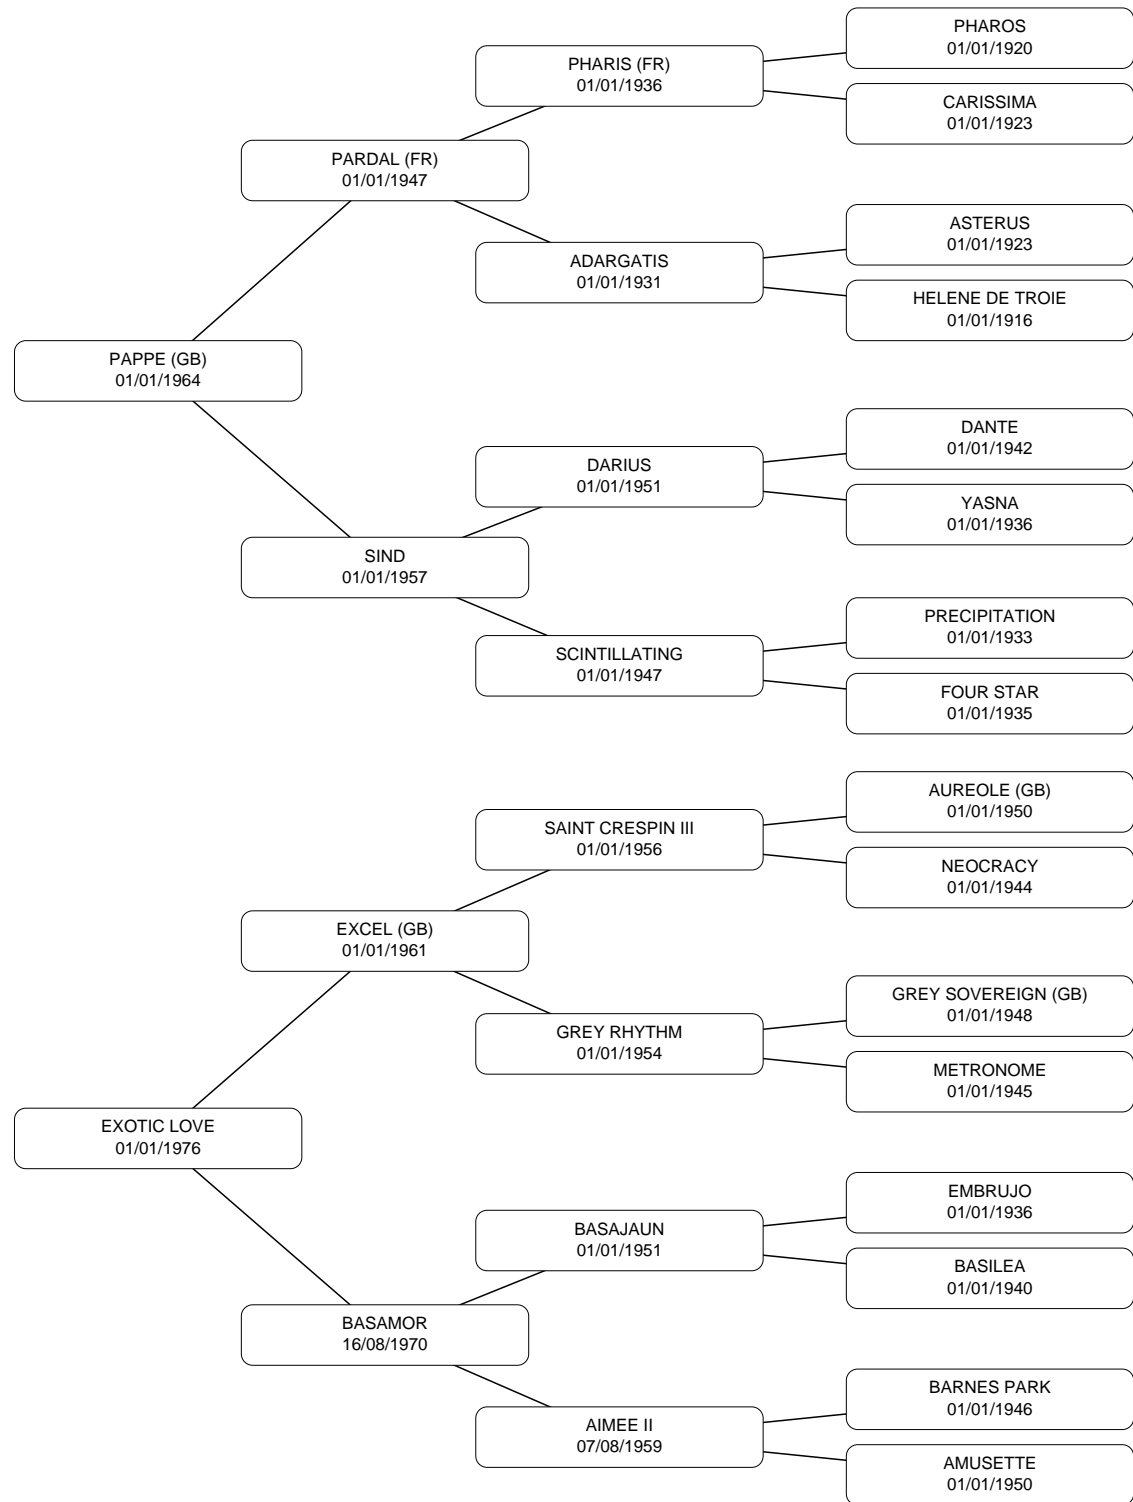 PHAROS
01/01/1920
PHARIS (FR)
01/01/1936
CARISSIMA
01/01/1923
PARDAL (FR)
01/01/1947
ASTERUS
01/01/1923
ADARGATIS
01/01/1931
HELENE DE TROIE
01/01/1916
PAPPE (GB)
01/01/1964
DANTE
01/01/1942
DARIUS
01/01/1951
YASNA
01/01/1936
SIND
01/01/1957
PRECIPITATION
01/01/1933
SCINTILLATING
01/01/1947
FOUR STAR
01/01/1935
AUREOLE (GB)
01/01/1950
SAINT CRESPIN III
01/01/1956
NEOCRACY
01/01/1944
EXCEL (GB)
01/01/1961
GREY SOVEREIGN (GB)
01/01/1948
GREY RHYTHM
01/01/1954
METRONOME
01/01/1945
EXOTIC LOVE
01/01/1976
EMBRUJO
01/01/1936
BASAJAUN
01/01/1951
BASILEA
01/01/1940
BASAMOR
16/08/1970
BARNES PARK
01/01/1946
AIMEE II
07/08/1959
AMUSETTE
01/01/1950